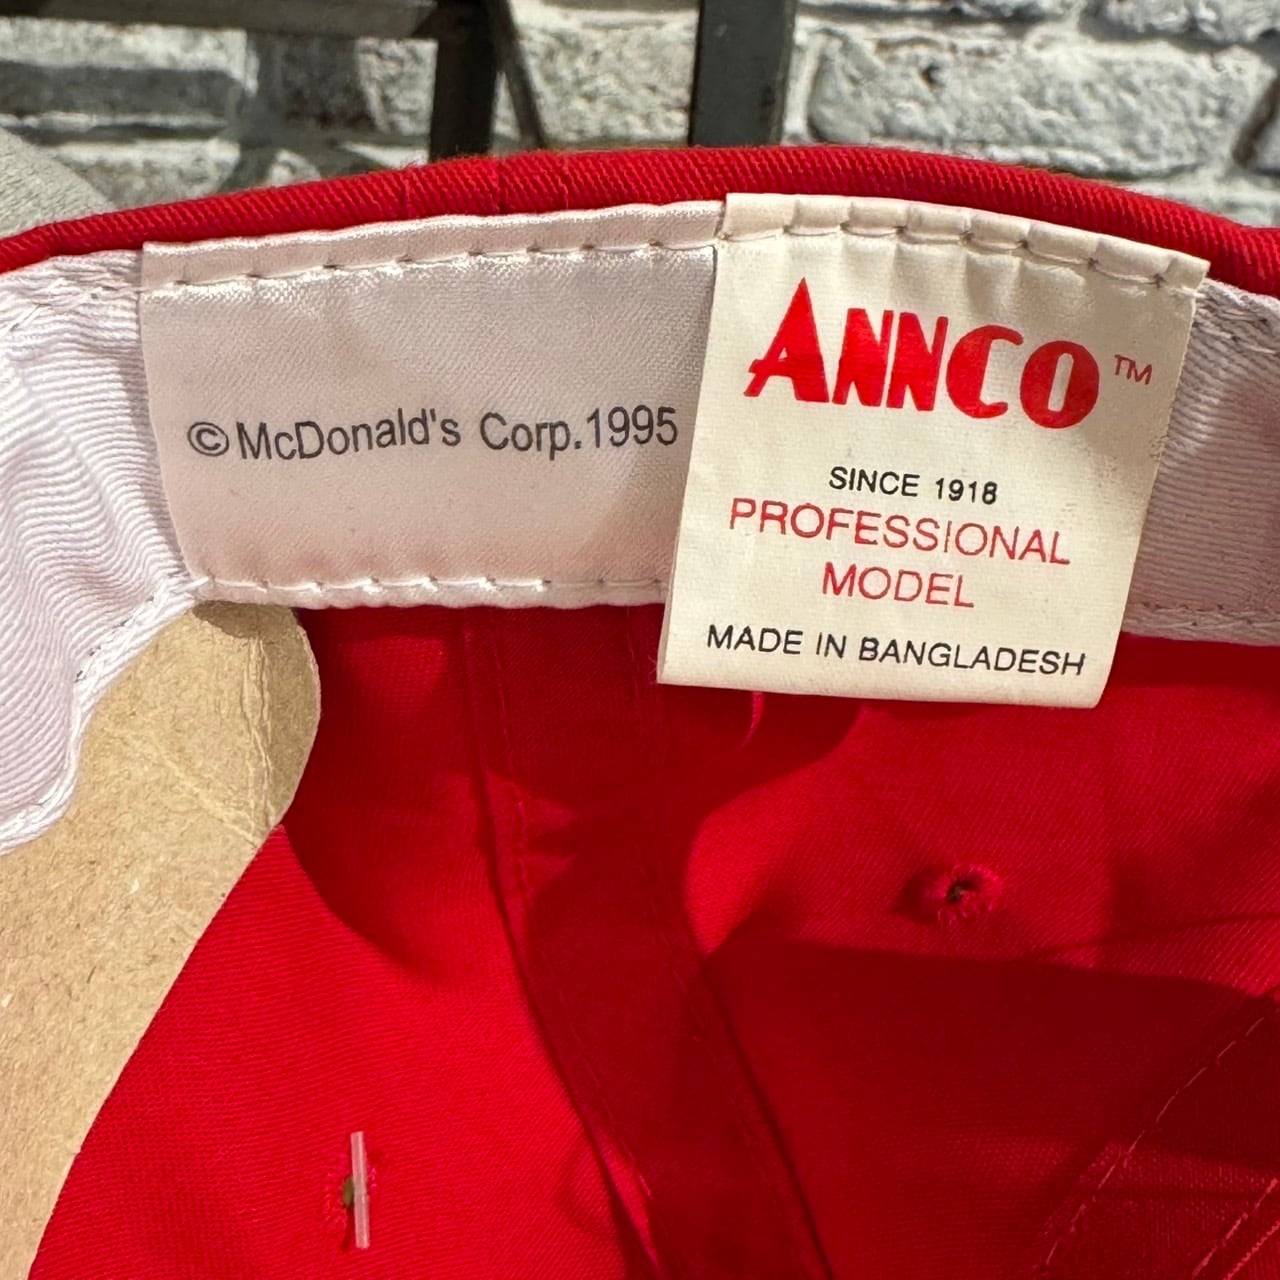 ©McDonald's Corp.1995
ANNCO™
SINCE 1918
PROFESSIONAL
MODEL
MADE IN BANGLADESH